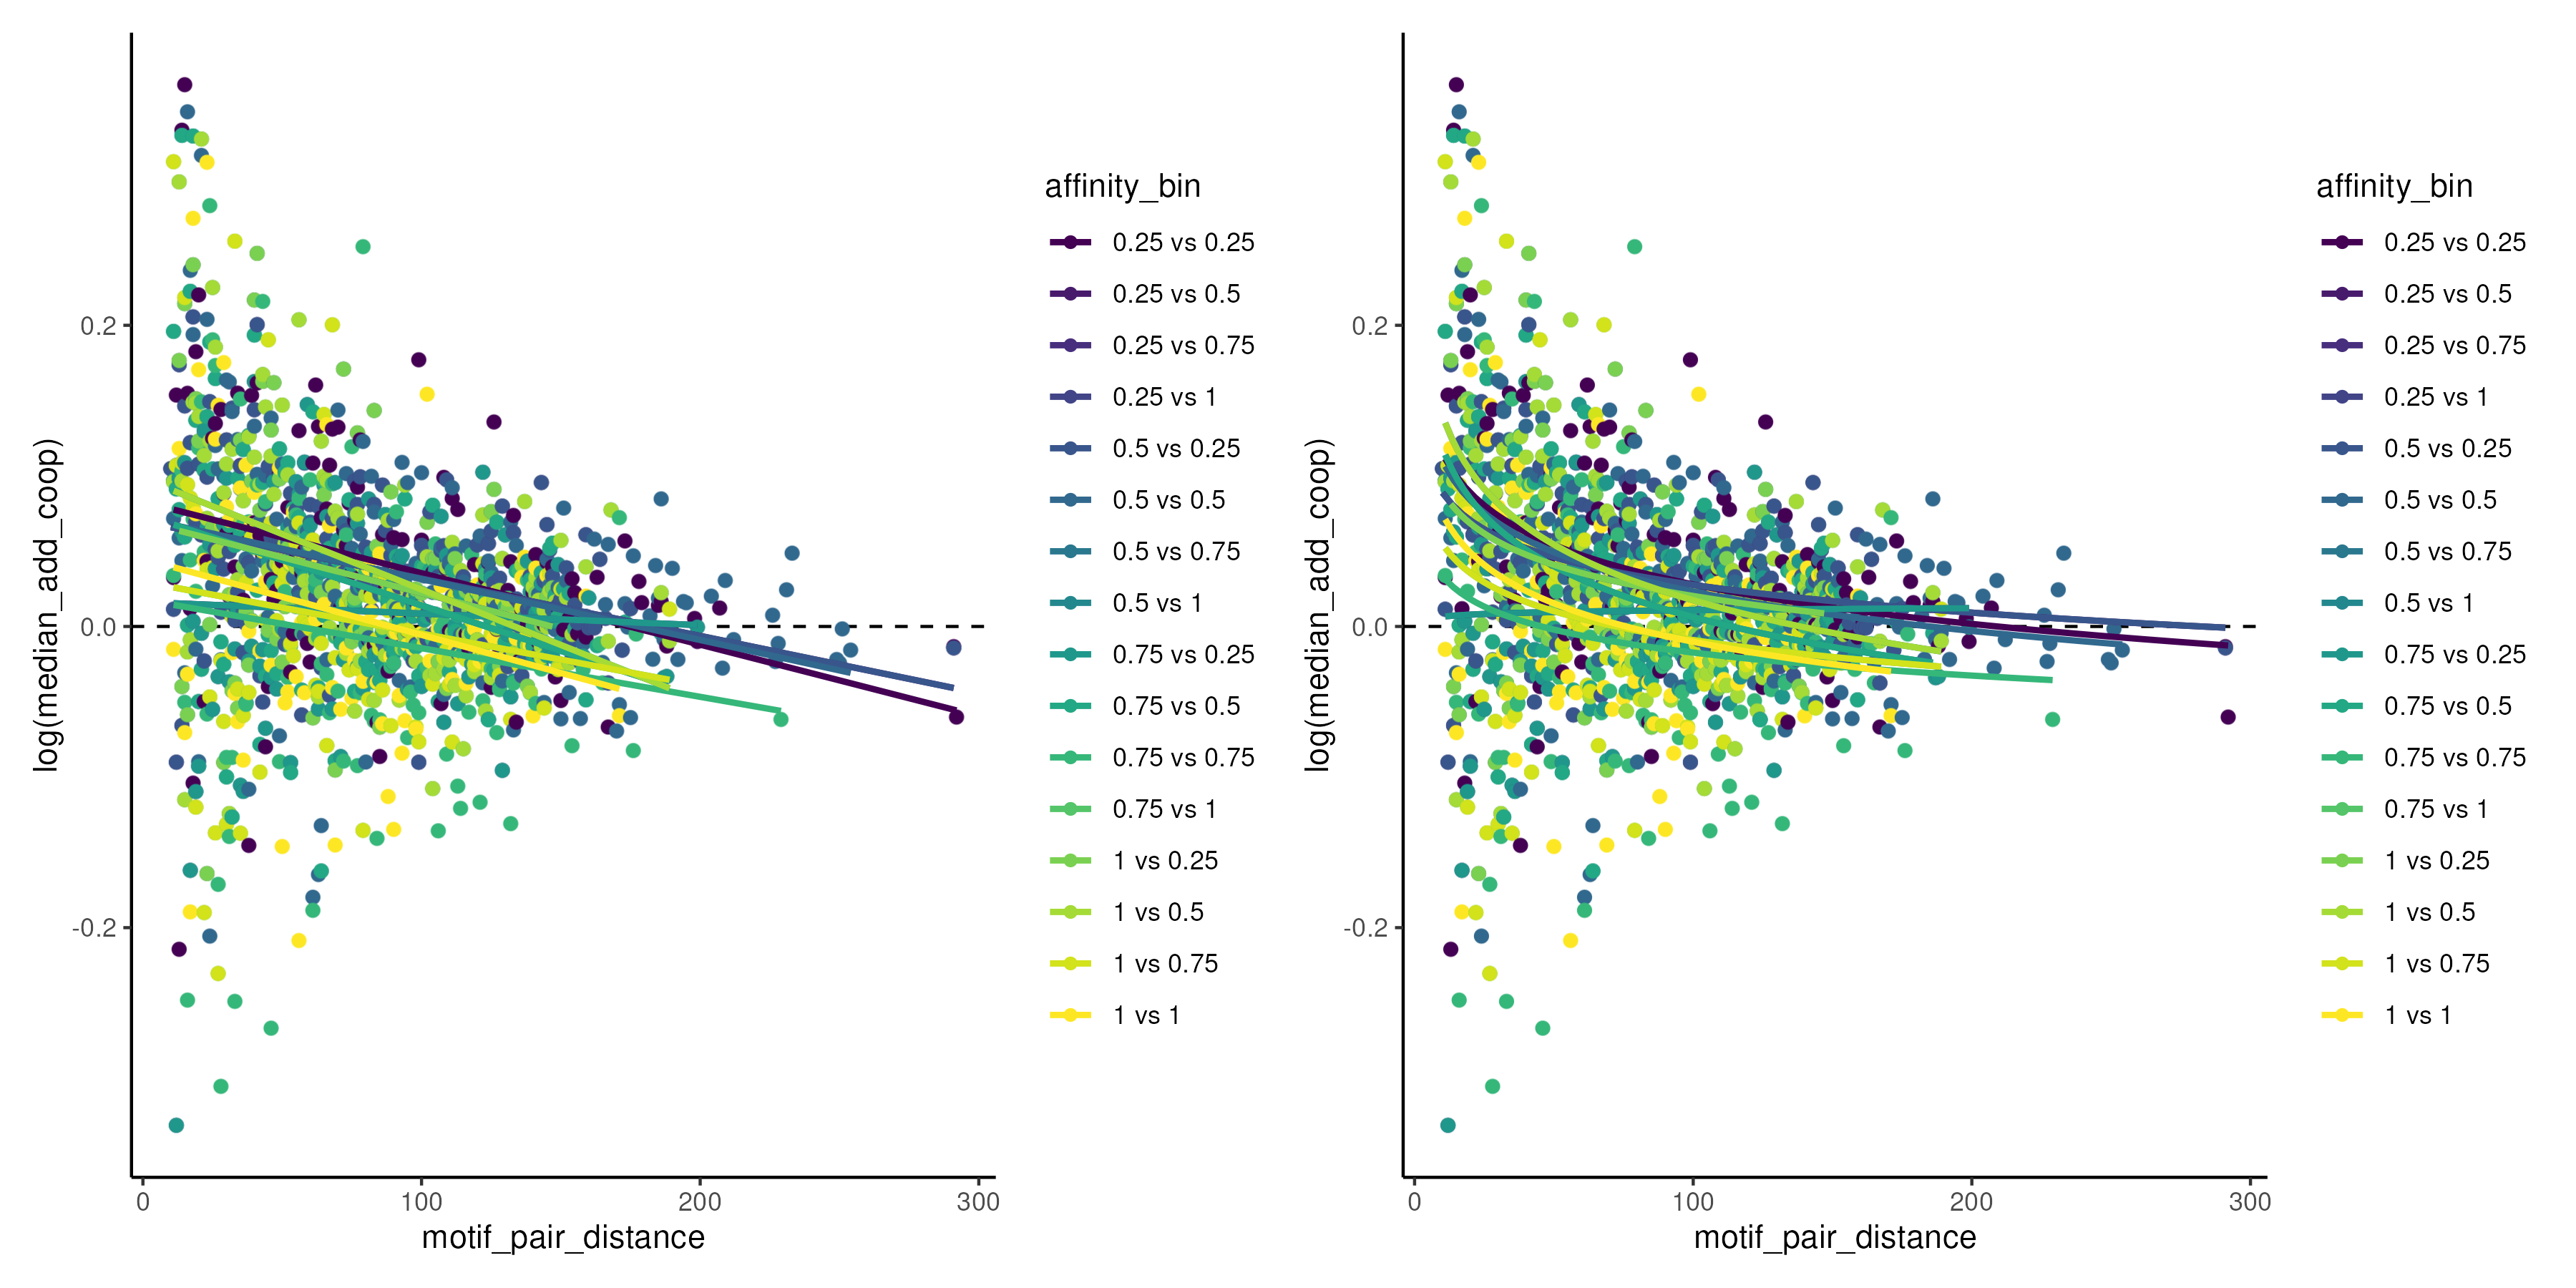 log(median_add_coop)
0.2
0.0
-0.2
0
100
200
300
motif_pair_distance
affinity_bin
0.25 vs 0.25
0.25 vs 0.5
0.25 vs 0.75
0.25 vs 1
0.5 vs 0.25
0.5 vs 0.5
0.5 vs 0.75
0.5 vs 1
0.75 vs 0.25
0.75 vs 0.5
0.75 vs 0.75
0.75 vs 1
1 vs 0.25
1 vs 0.5
1 vs 0.75
1 vs 1
log(median_add_coop)
0.2
0.0
-0.2
0
100
200
300
motif_pair_distance
affinity_bin
0.25 vs 0.25
0.25 vs 0.5
0.25 vs 0.75
0.25 vs 1
0.5 vs 0.25
0.5 vs 0.5
0.5 vs 0.75
0.5 vs 1
0.75 vs 0.25
0.75 vs 0.5
0.75 vs 0.75
0.75 vs 1
1 vs 0.25
1 vs 0.5
1 vs 0.75
1 vs 1